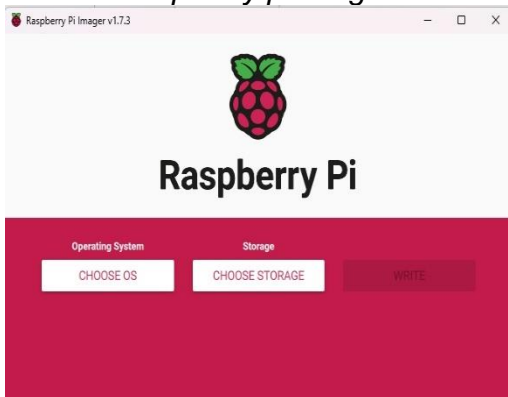 Raspberry Pi Imager v1.7.3
Raspberry Pi
Operating System Storage
CHOOSE OS CHOOSE STORAGE WRITE